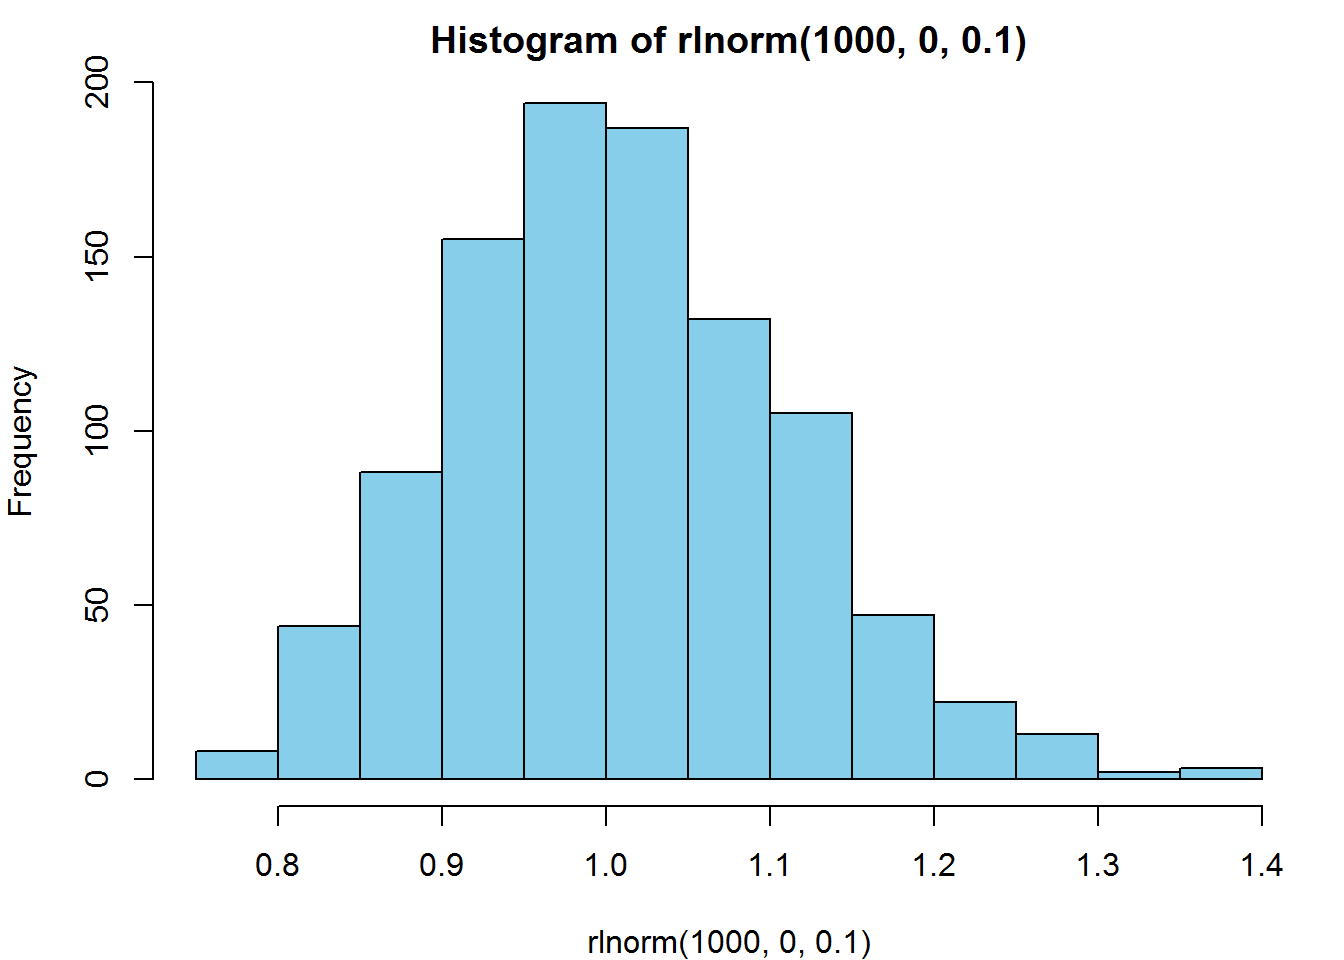 Histogram of rlnorm(1000, 0, 0.1)
Frequency
200
150
100
50
0
0.8 0.9 1.0 1.1 1.2 1.3 1.4
rlnorm(1000, 0, 0.1)